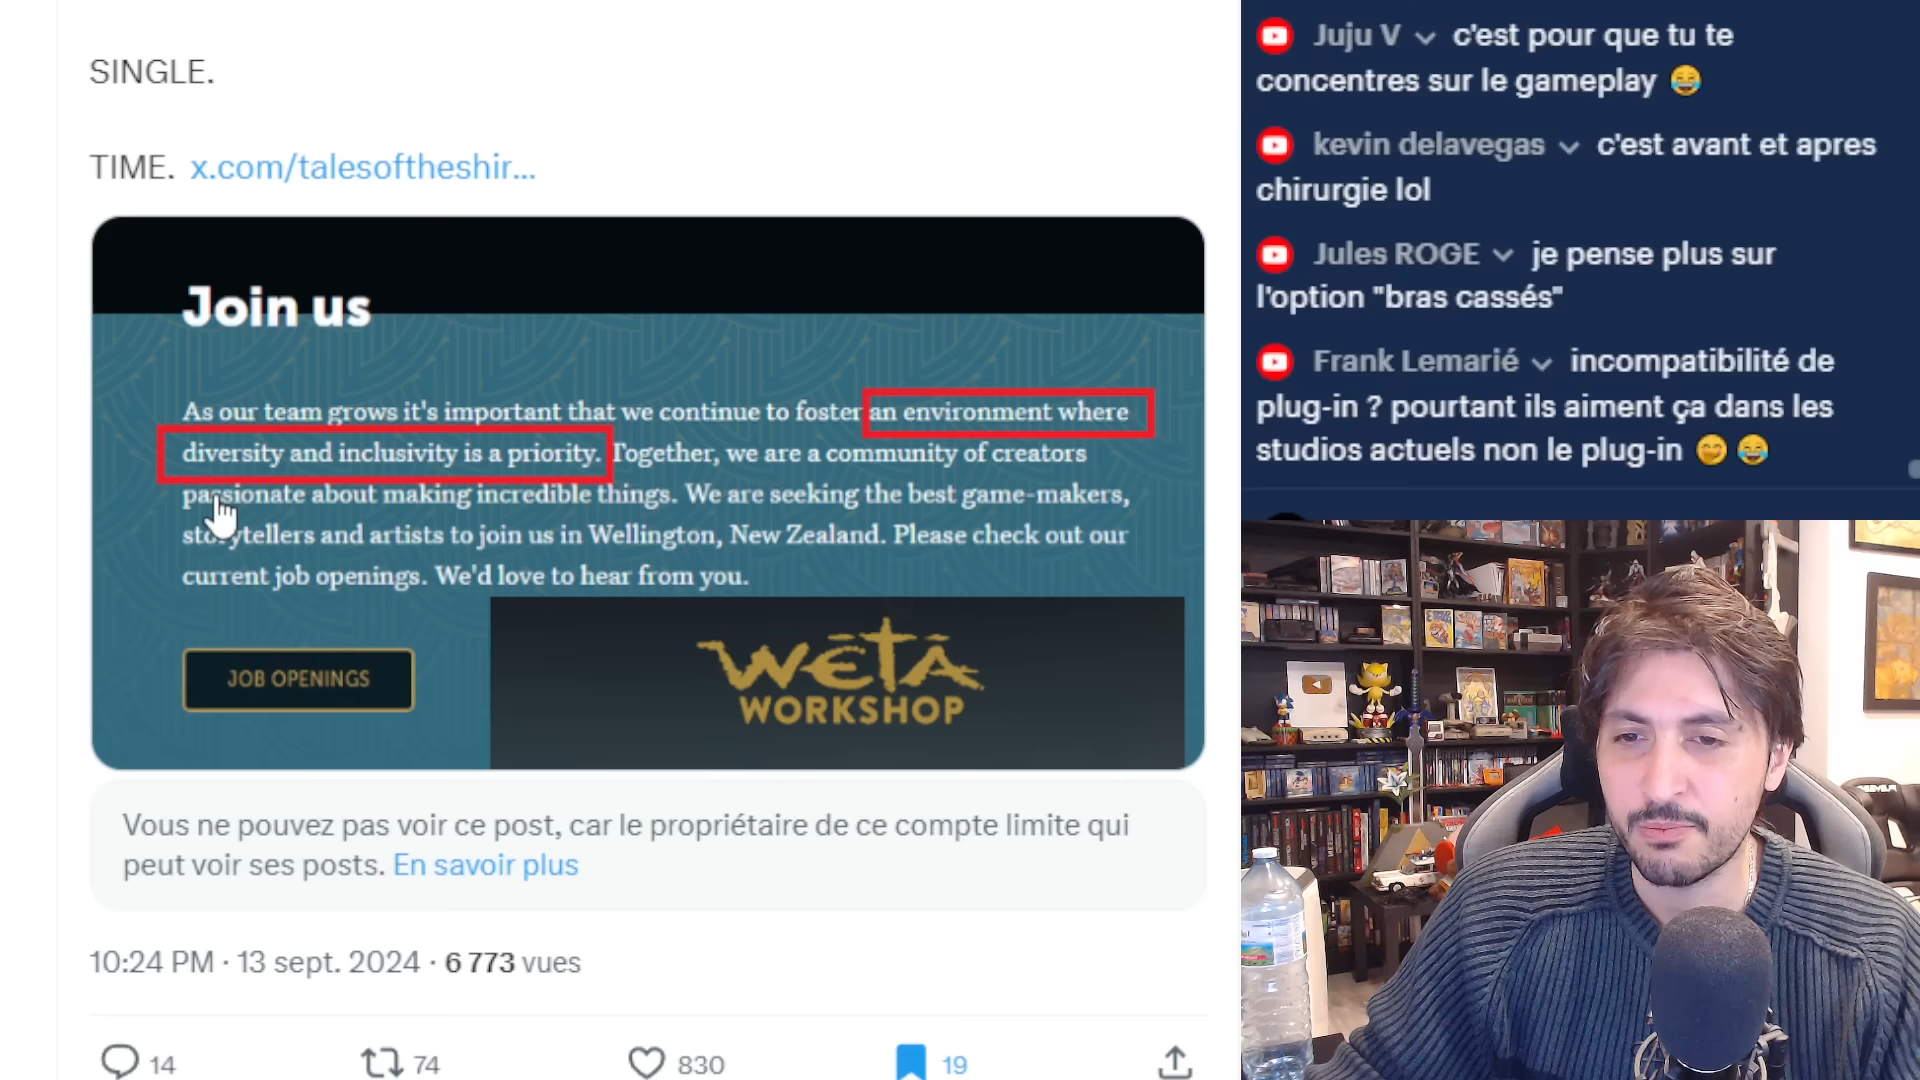 SINGLE.
TIME. x.com/talesoftheshir...
Join us
As our team grows it's important that we continue to foster an environment where
diversity and inclusivity is a priority. Together, we are a community of creators
passionate about making incredible things. We are seeking the best game-makers,
storytellers and artists to join us in Wellington, New Zealand. Please check out our
current job openings. We'd love to hear from you.
JOB OPENINGS
WĒTĀ
WORKSHOP
Vous ne pouvez pas voir ce post, car le propriétaire de ce compte limite qui
peut voir ses posts. En savoir plus
10:24 PM · 13 sept. 2024 · 6 773 vues
14
74
830
19
Juju V c'est pour que tu te
concentres sur le gameplay 😂
kevin delavegas c'est avant et apres
chirurgie lol
Jules ROGE je pense plus sur
l'option "bras cassés"
Frank Lemarié incompatibilité de
plug-in ? pourtant ils aiment ça dans les
studios actuels non le plug-in 🤭 😂